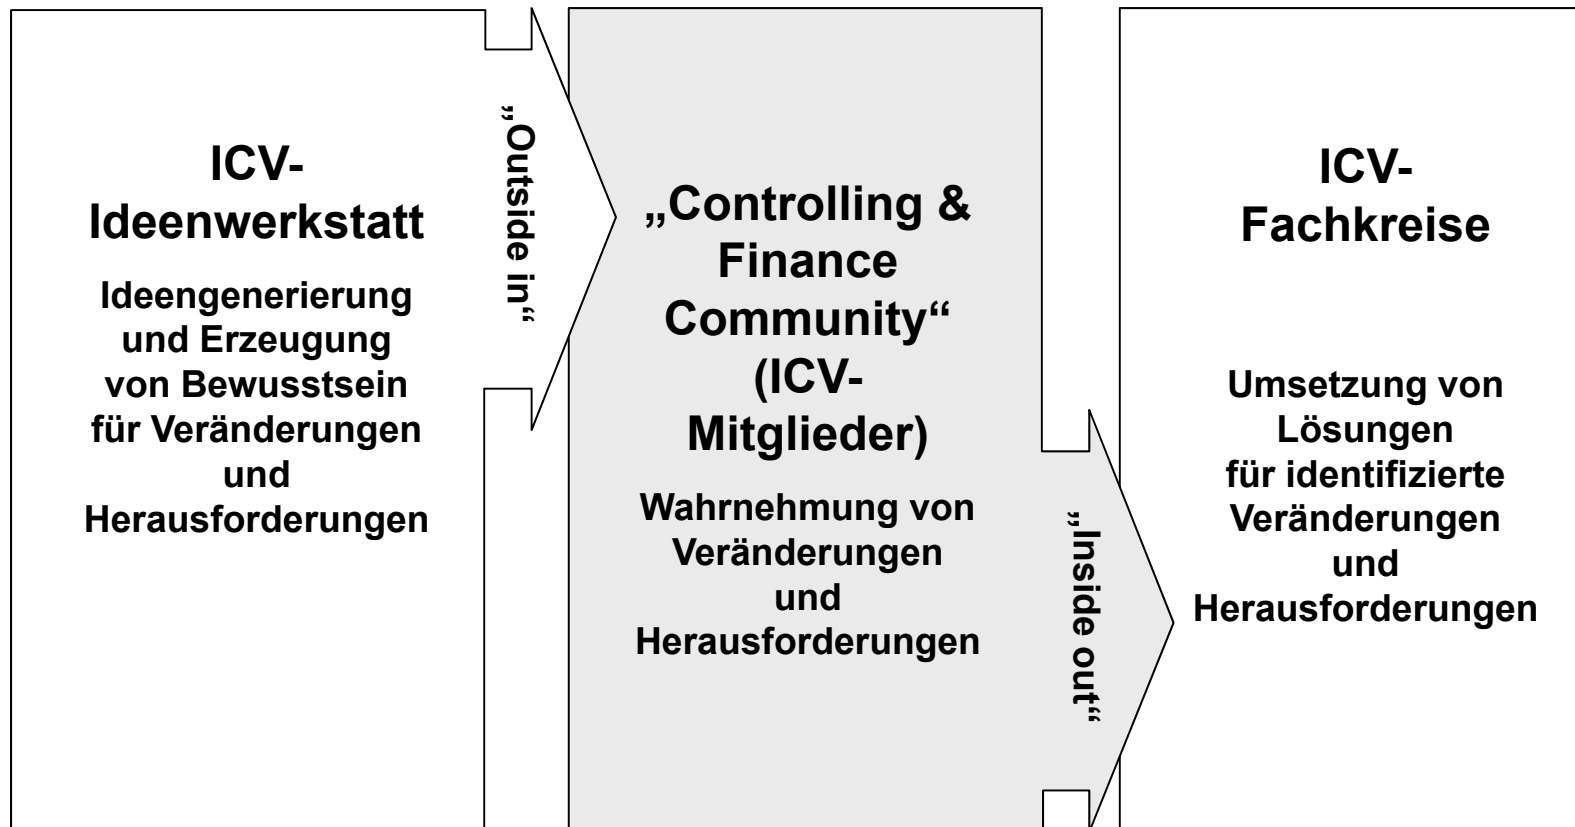 ICV-
Ideenwerkstatt
Ideengenerierung
und Erzeugung
von Bewusstsein
für Veränderungen
und
Herausforderungen
„Outside in“
„Controlling &
Finance
Community“
(ICV-
Mitglieder)
Wahrnehmung von
Veränderungen
und
Herausforderungen
„Inside out“
ICV-
Fachkreise
Umsetzung von
Lösungen
für identifizierte
Veränderungen
und
Herausforderungen